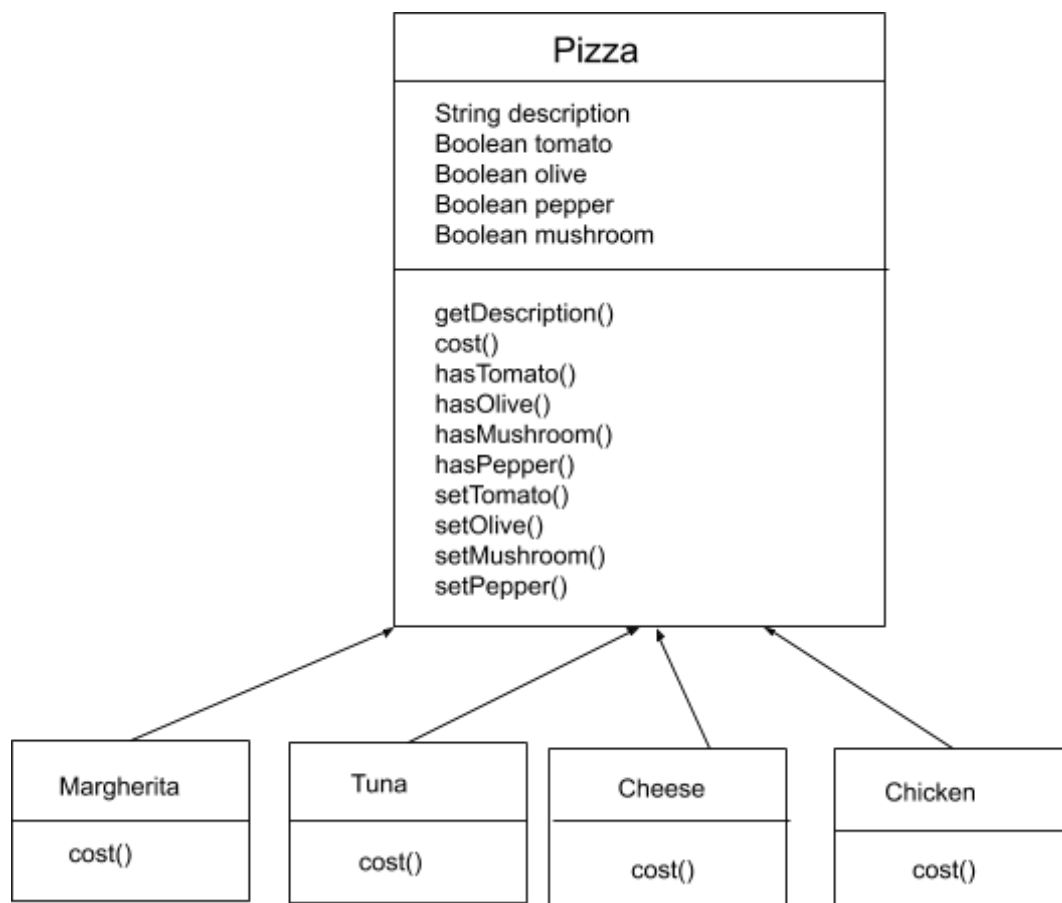 Pizza
String description
Boolean tomato
Boolean olive
Boolean pepper
Boolean mushroom
getDescription()
cost()
hasTomato()
hasOlive()
hasMushroom()
hasPepper()
setTomato()
setOlive()
setMushroom()
setPepper()
Margherita
cost()
Tuna
cost()
Cheese
cost()
Chicken
cost()